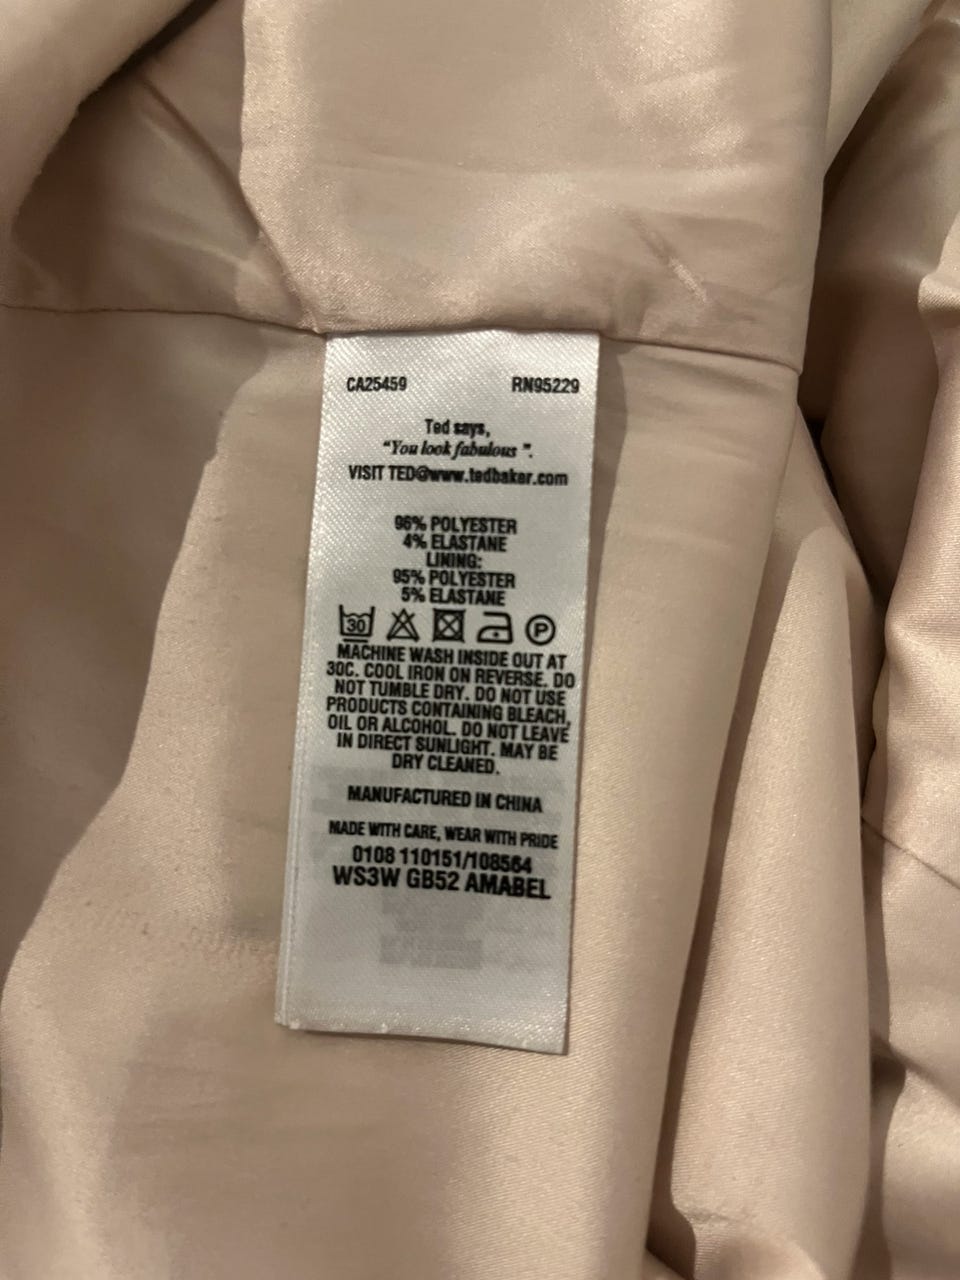 CA25459 RN95229
Ted says,
“You look fabulous ”.
VISIT TED@www.tedbaker.com
96% POLYESTER
4% ELASTANE
LINING:
95% POLYESTER
5% ELASTANE
30 P
MACHINE WASH INSIDE OUT AT
30C. COOL IRON ON REVERSE. DO
NOT TUMBLE DRY. DO NOT USE
PRODUCTS CONTAINING BLEACH,
OIL OR ALCOHOL. DO NOT LEAVE
IN DIRECT SUNLIGHT. MAY BE
DRY CLEANED.
MANUFACTURED IN CHINA
MADE WITH CARE, WEAR WITH PRIDE
0108 110151/108564
WS3W GB52 AMABEL